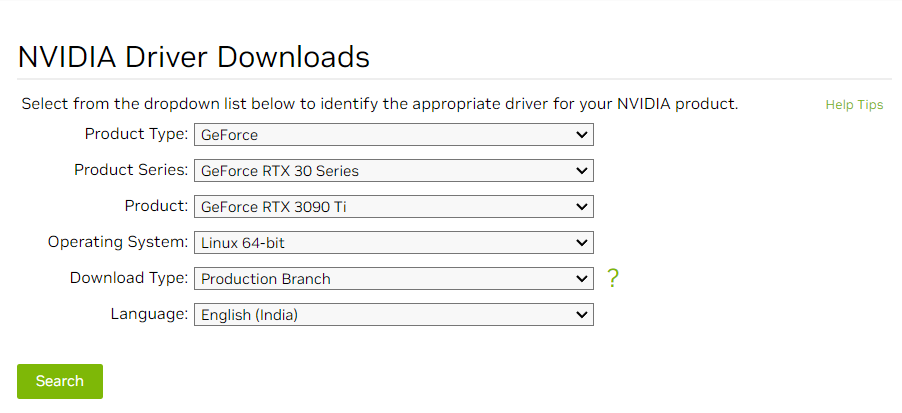 NVIDIA Driver Downloads
Select from the dropdown list below to identify the appropriate driver for your NVIDIA product.
Help Tips
Product Type: GeForce
Product Series: GeForce RTX 30 Series
Product: GeForce RTX 3090 Ti
Operating System: Linux 64-bit
Download Type: Production Branch ?
Language: English (India)
Search